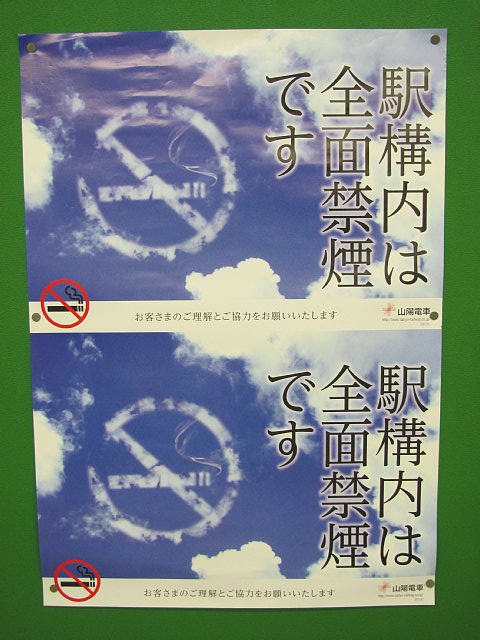 駅構内は
全面禁煙
です
お客さまのご理解とご協力をお願いいたします
山陽電車
駅構内は
全面禁煙
です
お客さまのご理解とご協力をお願いいたします
山陽電車